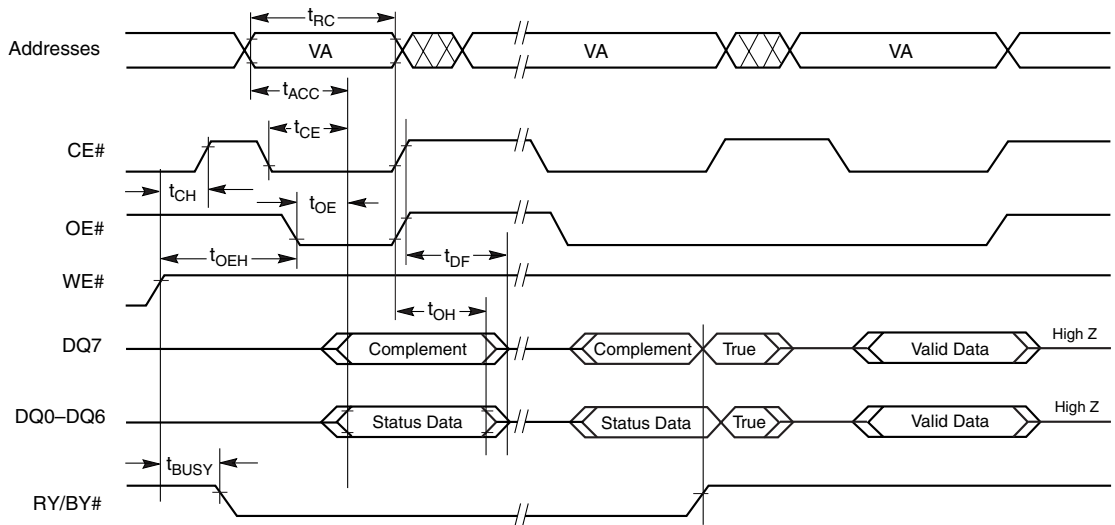 tRC
Addresses VA VA VA
tACC
tCE
CE#
tCH tOE
OE#
tOEH tDF
WE#
tOH
DQ7 Complement Complement True Valid Data High Z
DQ0–DQ6 Status Data Status Data True Valid Data High Z
tBUSY
RY/BY#